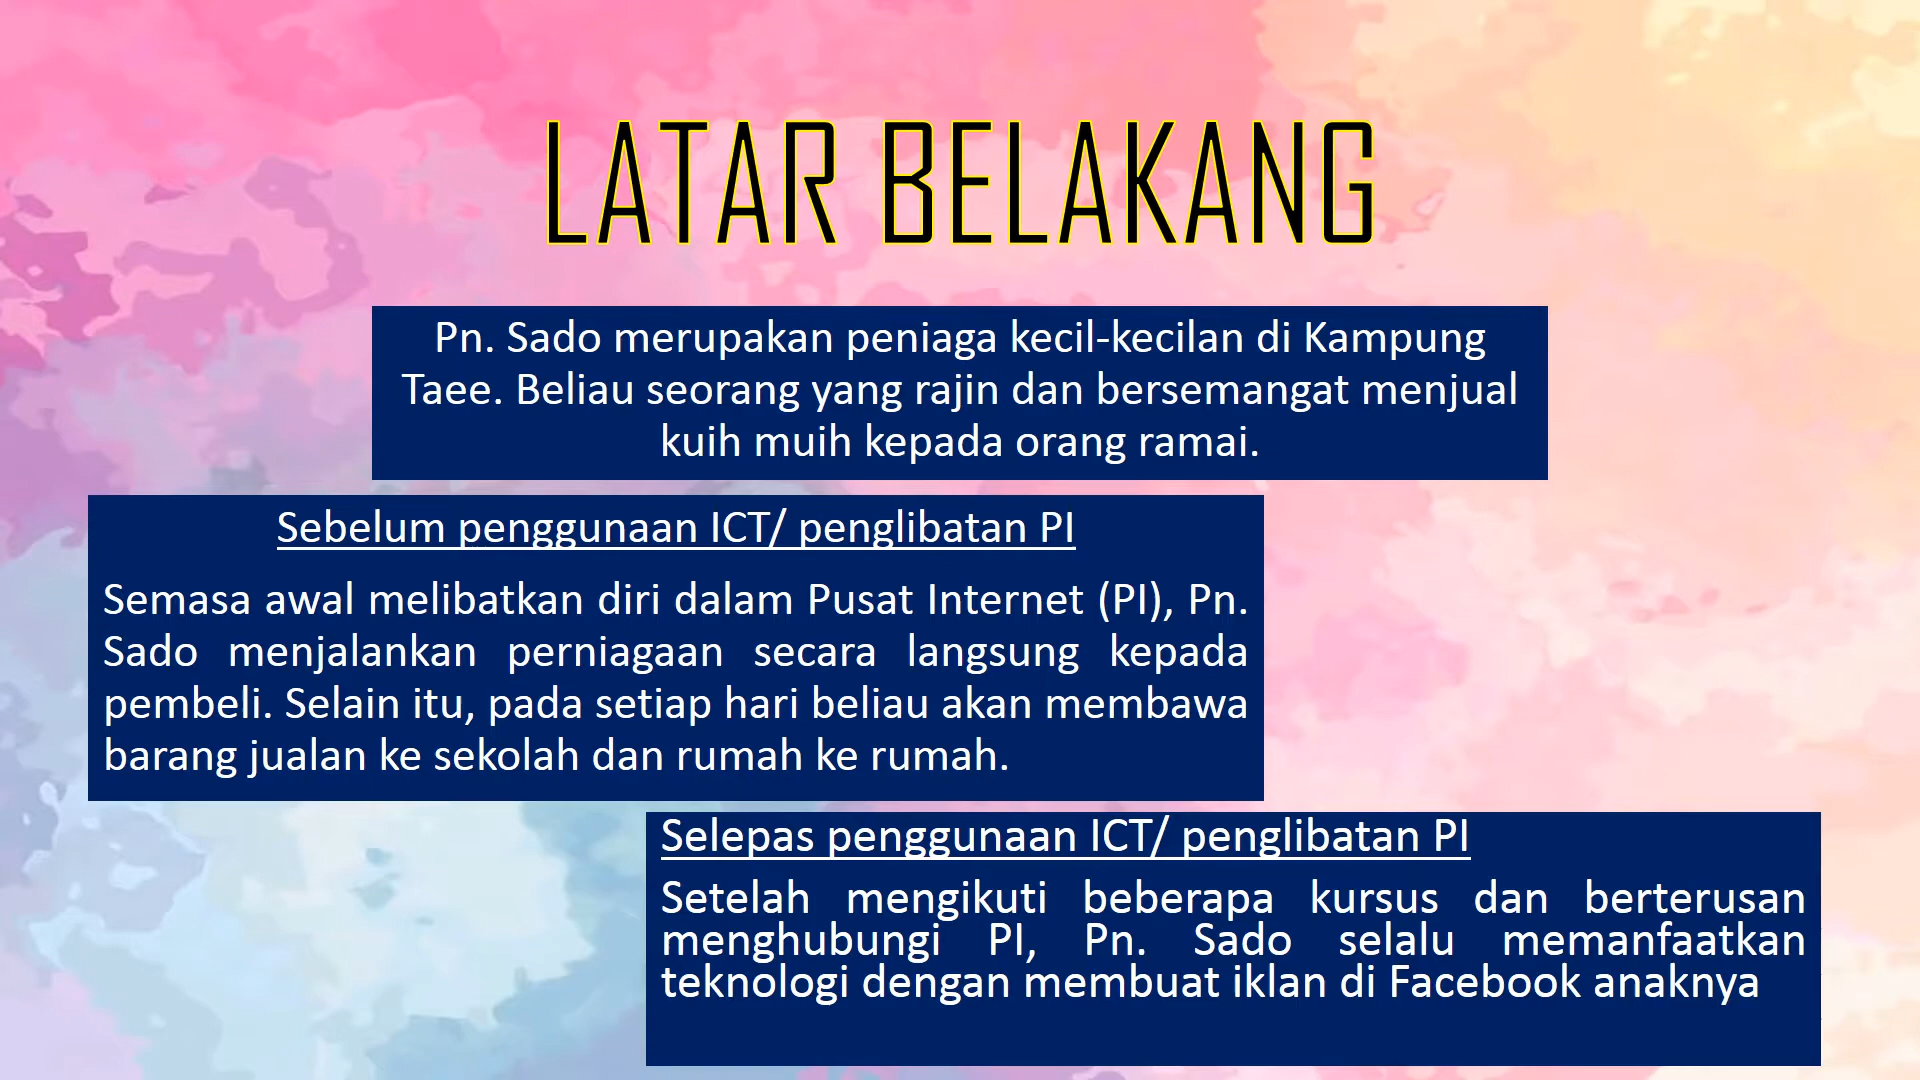 LATAR BELAKANG
Pn. Sado merupakan peniaga kecil-kecilan di Kampung
Taee. Beliau seorang yang rajin dan bersemangat menjual
kuih muih kepada orang ramai.
Sebelum penggunaan ICT/ penglibatan PI
Semasa awal melibatkan diri dalam Pusat Internet (PI), Pn.
Sado menjalankan perniagaan secara langsung kepada
pembeli. Selain itu, pada setiap hari beliau akan membawa
barang jualan ke sekolah dan rumah ke rumah.
Selepas penggunaan ICT/ penglibatan PI
Setelah mengikuti beberapa kursus dan berterusan
menghubungi PI, Pn. Sado selalu memanfaatkan
teknologi dengan membuat iklan di Facebook anaknya